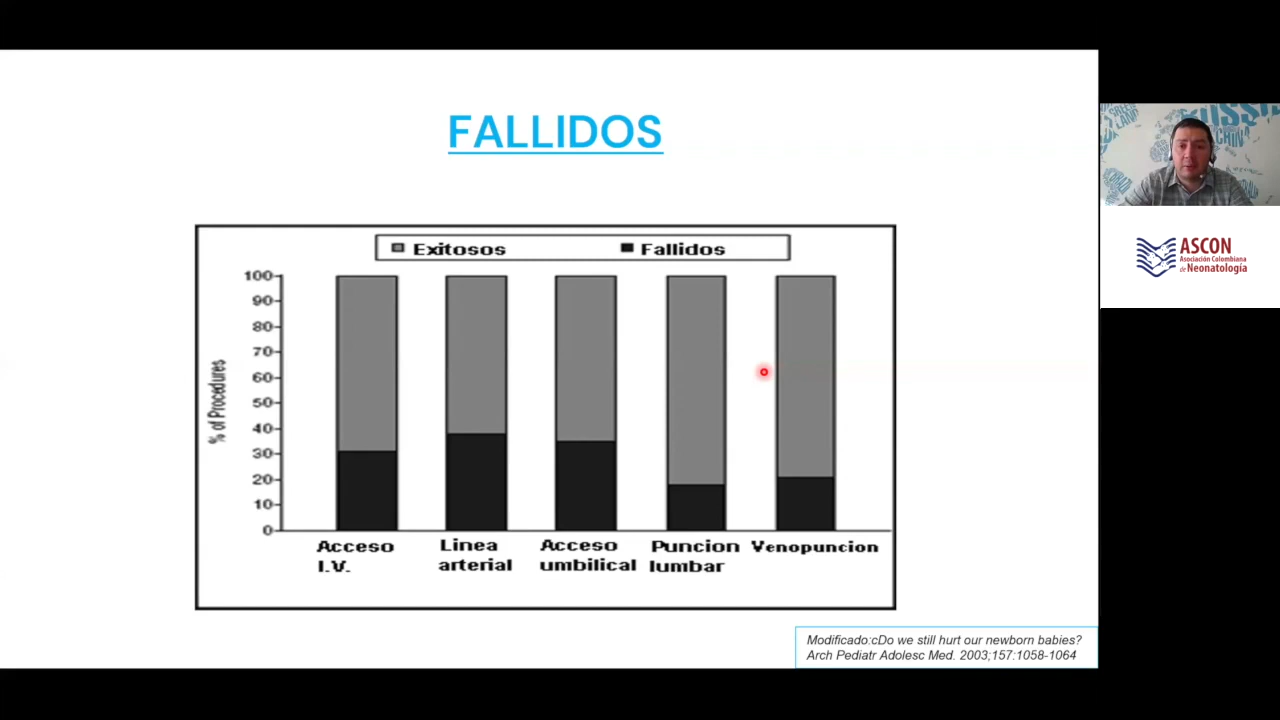 FALLIDOS
Exitosos Fallidos
100
90
80
70
60
50
40
30
20
10
0
% of Procedures
Acceso I.V.
Linea arterial
Acceso umbilical
Puncion lumbar
Venopuncion
Modificado:cDo we still hurt our newborn babies?
Arch Pediatr Adolesc Med. 2003;157:1058-1064
ASCON
Asociación Colombiana
de Neonatología